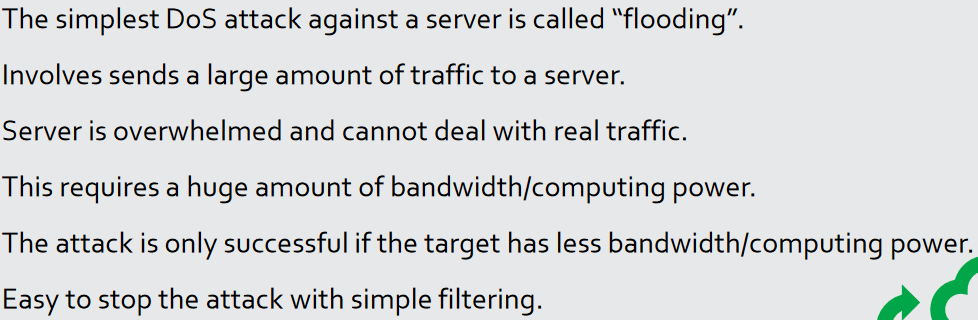 The simplest DoS attack against a server is called “flooding”.
Involves sends a large amount of traffic to a server.
Server is overwhelmed and cannot deal with real traffic.
This requires a huge amount of bandwidth/computing power.
The attack is only successful if the target has less bandwidth/computing power.
Easy to stop the attack with simple filtering.